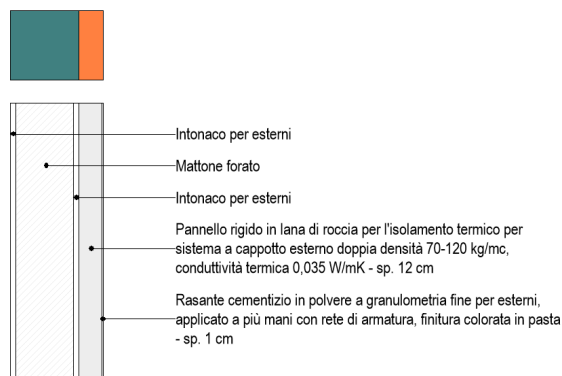 Intonaco per esterni
Mattone forato
Intonaco per esterni
Pannello rigido in lana di roccia per l'isolamento termico per
sistema a cappotto esterno doppia densità 70-120 kg/mc,
conduttività termica 0,035 W/mK - sp. 12 cm
Rasante cementizio in polvere a granulometria fine per esterni,
applicato a più mani con rete di armatura, finitura colorata in pasta
- sp. 1 cm